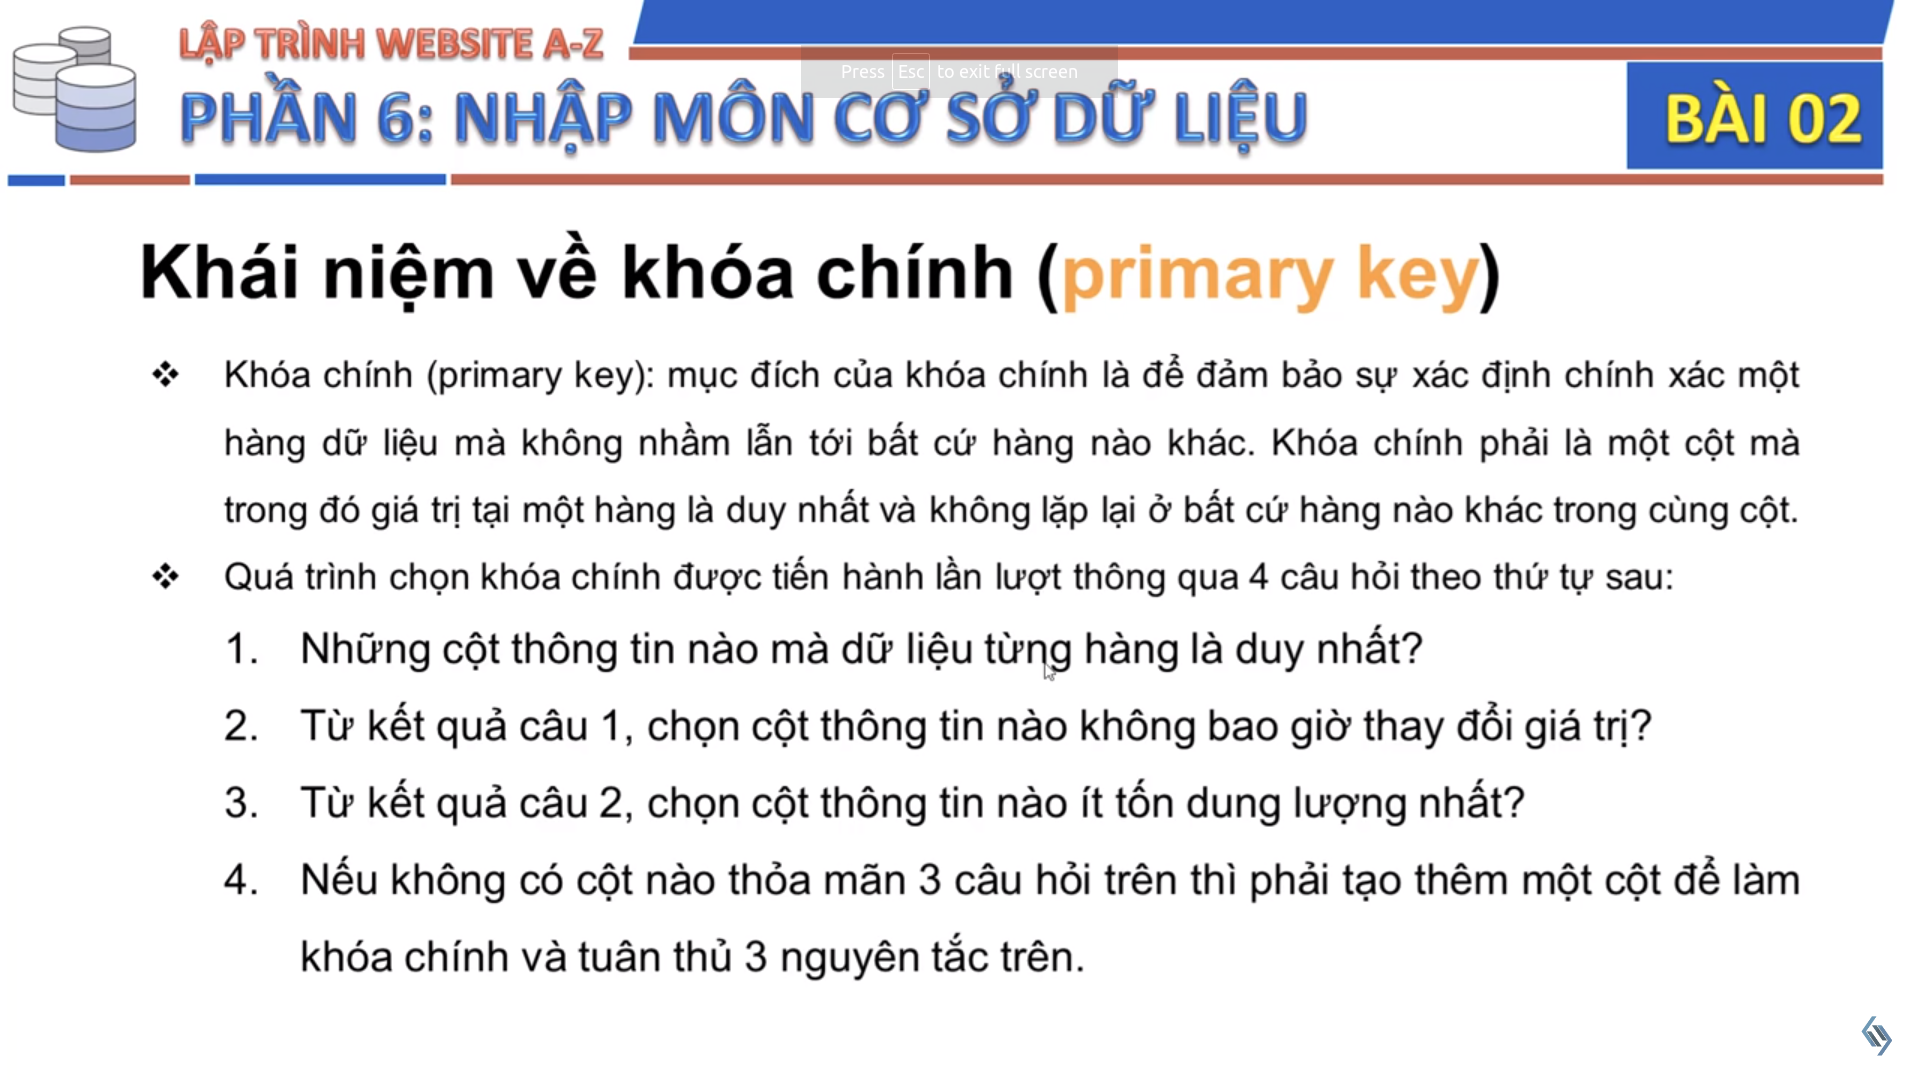 LẬP TRÌNH WEBSITE A-Z
Press Esc to exit full screen
PHẦN 6: NHẬP MÔN CƠ SỞ DỮ LIỆU
BÀI 02
Khái niệm về khóa chính (primary key)
❖ Khóa chính (primary key): mục đích của khóa chính là để đảm bảo sự xác định chính xác một
hàng dữ liệu mà không nhầm lẫn tới bất cứ hàng nào khác. Khóa chính phải là một cột mà
trong đó giá trị tại một hàng là duy nhất và không lặp lại ở bất cứ hàng nào khác trong cùng cột.
❖ Quá trình chọn khóa chính được tiến hành lần lượt thông qua 4 câu hỏi theo thứ tự sau:
1. Những cột thông tin nào mà dữ liệu từng hàng là duy nhất?
2. Từ kết quả câu 1, chọn cột thông tin nào không bao giờ thay đổi giá trị?
3. Từ kết quả câu 2, chọn cột thông tin nào ít tốn dung lượng nhất?
4. Nếu không có cột nào thỏa mãn 3 câu hỏi trên thì phải tạo thêm một cột để làm
khóa chính và tuân thủ 3 nguyên tắc trên.